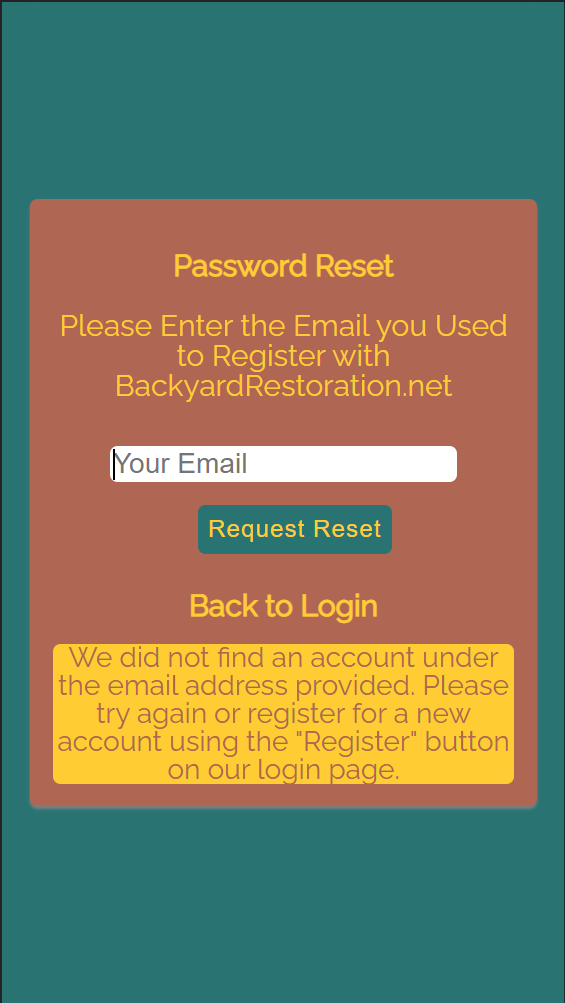 Password Reset
Please Enter the Email you Used
to Register with
BackyardRestoration.net
Your Email
Request Reset
Back to Login
We did not find an account under
the email address provided. Please
try again or register for a new
account using the "Register" button
on our login page.